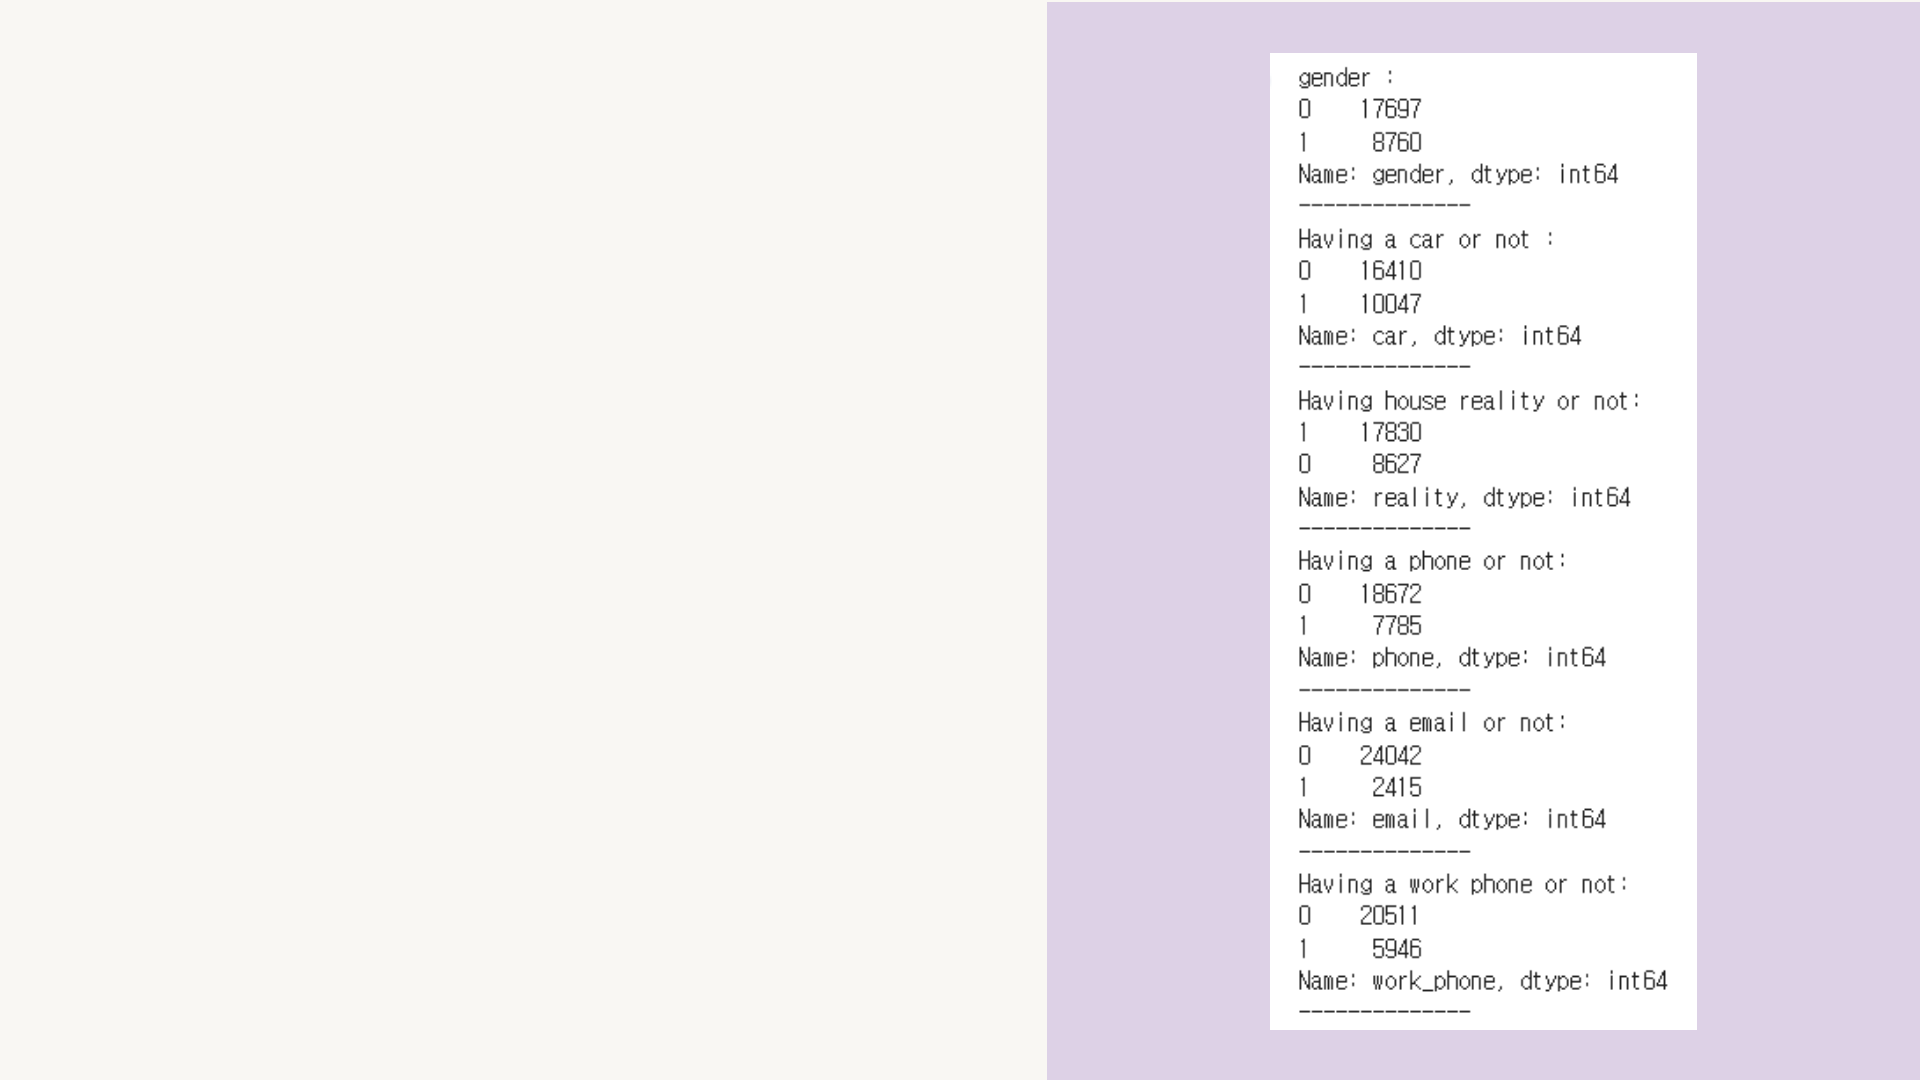 gender :
0    17697
1     8760
Name: gender, dtype: int64
--------------
Having a car or not :
0    16410
1    10047
Name: car, dtype: int64
--------------
Having house reality or not:
1    17830
0     8627
Name: reality, dtype: int64
--------------
Having a phone or not:
0    18672
1     7785
Name: phone, dtype: int64
--------------
Having a email or not:
0    24042
1     2415
Name: email, dtype: int64
--------------
Having a work phone or not:
0    20511
1     5946
Name: work_phone, dtype: int64
--------------